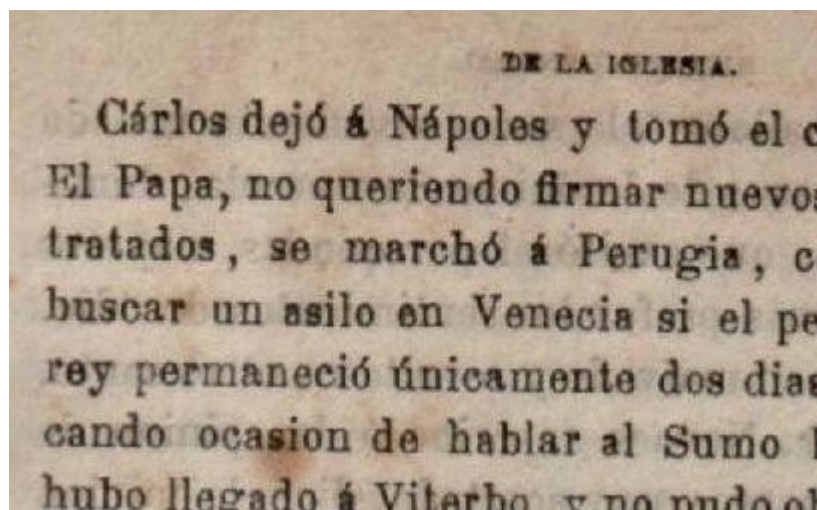 DE LA IGLESIA.
Cárlos dejó á Nápoles y tomó el
El Papa, no queriendo firmar nuevos
tratados, se marchó á Perugia,
buscar un asilo en Venecia si el
rey permaneció únicamente dos dias
cando ocasion de hablar al Sumo
hubo llegado á Viterbo, y no pudo